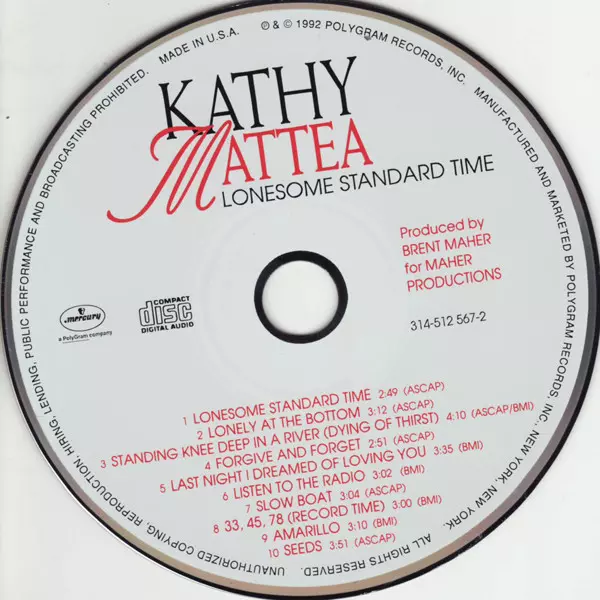 ℗ & © 1992 POLYGRAM RECORDS, INC. MANUFACTURED AND MARKETED BY POLYGRAM RECORDS, INC., NEW YORK, NEW YORK. ALL RIGHTS RESERVED. UNAUTHORIZED COPYING, REPRODUCTION, HIRING, LENDING, PUBLIC PERFORMANCE AND BROADCASTING PROHIBITED. MADE IN U.S.A.
KATHY
MATTEA
LONESOME STANDARD TIME
Produced by
BRENT MAHER
for MAHER
PRODUCTIONS
314-512 567-2
mercury
a PolyGram company
COMPACT
disc
DIGITAL AUDIO
1 LONESOME STANDARD TIME 2:49 (ASCAP)
2 LONELY AT THE BOTTOM 3:12 (ASCAP)
3 STANDING KNEE DEEP IN A RIVER (DYING OF THIRST) 4:10 (ASCAP/BMI)
4 FORGIVE AND FORGET 2:51 (ASCAP)
5 LAST NIGHT I DREAMED OF LOVING YOU 3:35 (BMI)
6 LISTEN TO THE RADIO 3:02 (BMI)
7 SLOW BOAT 3:04 (ASCAP)
8 33, 45, 78 (RECORD TIME) 3:00 (BMI)
9 AMARILLO 3:10 (BMI)
10 SEEDS 3:51 (ASCAP)